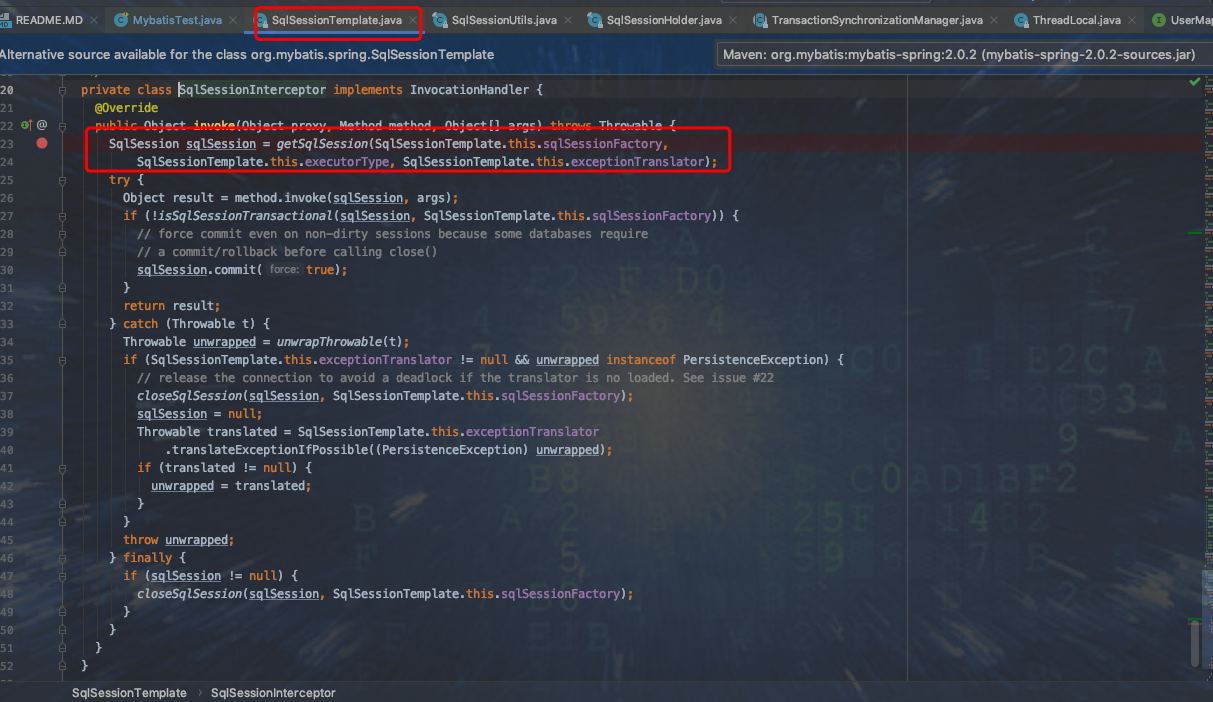 README.MD MybatisTest.java SqlSessionTemplate.java SqlSessionUtils.java SqlSessionHolder.java TransactionSynchronizationManager.java ThreadLocal.java UserMap
Alternative source available for the class org.mybatis.spring.SqlSessionTemplate Maven: org.mybatis:mybatis-spring:2.0.2 (mybatis-spring-2.0.2-sources.jar)
20 private class SqlSessionInterceptor implements InvocationHandler {
21 @Override
22 public Object invoke(Object proxy, Method method, Object[] args) throws Throwable {
23 SqlSession sqlSession = getSqlSession(SqlSessionTemplate.this.sqlSessionFactory,
24 SqlSessionTemplate.this.executorType, SqlSessionTemplate.this.exceptionTranslator);
25 try {
26 Object result = method.invoke(sqlSession, args);
27 if (!isSqlSessionTransactional(sqlSession, SqlSessionTemplate.this.sqlSessionFactory)) {
28 // force commit even on non-dirty sessions because some databases require
29 // a commit/rollback before calling close()
30 sqlSession.commit( force: true);
31 }
32 return result;
33 } catch (Throwable t) {
34 Throwable unwrapped = unwrapThrowable(t);
35 if (SqlSessionTemplate.this.exceptionTranslator != null && unwrapped instanceof PersistenceException) {
36 // release the connection to avoid a deadlock if the translator is no loaded. See issue #22
37 closeSqlSession(sqlSession, SqlSessionTemplate.this.sqlSessionFactory);
38 sqlSession = null;
39 Throwable translated = SqlSessionTemplate.this.exceptionTranslator
40 .translateExceptionIfPossible((PersistenceException) unwrapped);
41 if (translated != null) {
42 unwrapped = translated;
43 }
44 }
45 throw unwrapped;
46 } finally {
47 if (sqlSession != null) {
48 closeSqlSession(sqlSession, SqlSessionTemplate.this.sqlSessionFactory);
49 }
50 }
51 }
52 }
SqlSessionTemplate › SqlSessionInterceptor